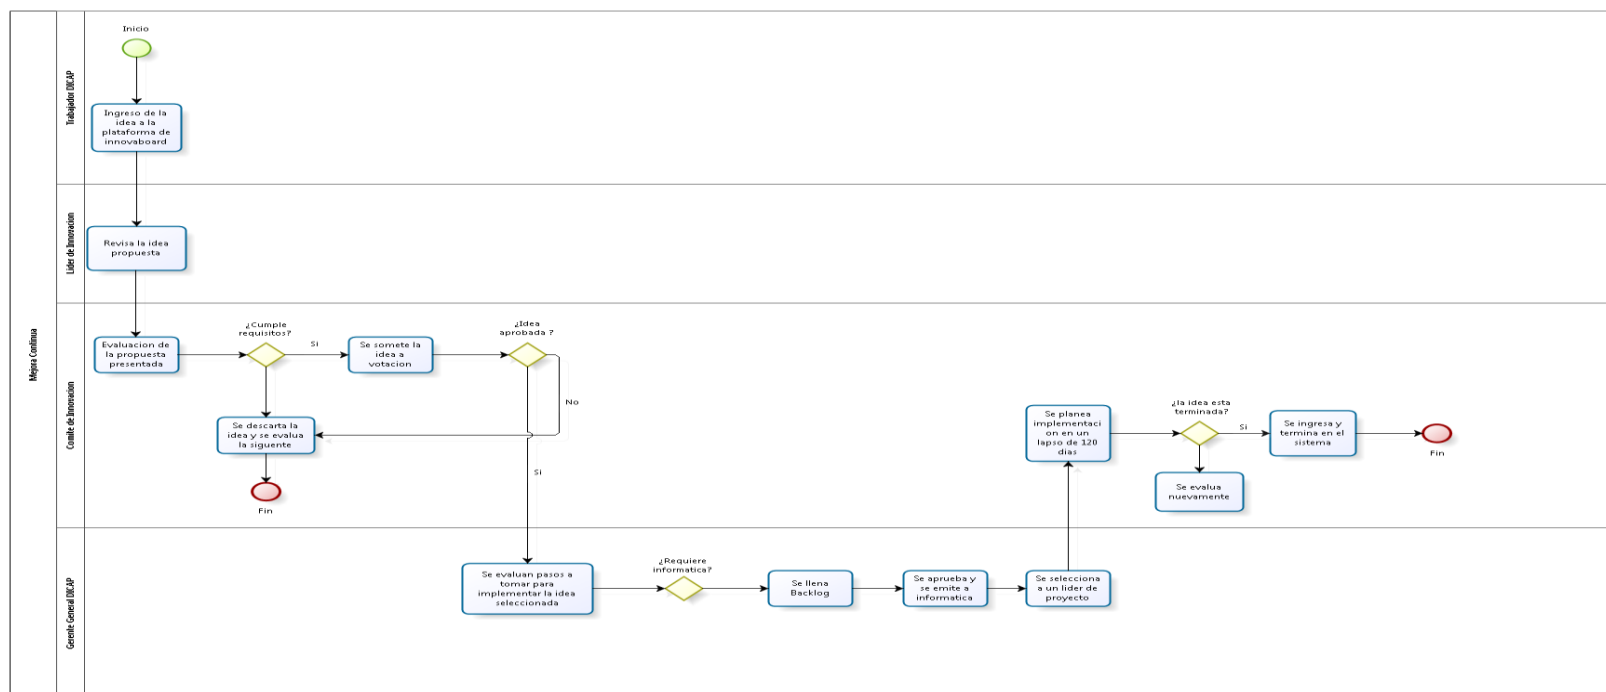 Mejora Continua
Trabajador DICAP
Inicio
Ingreso de la
idea a la
plataforma de
innovaboard
Lider de Innovacion
Revisa la idea
propuesta
Comite de Innovacion
Evaluacion de
la propuesta
presentada
¿Cumple
requisitos?
Si
Se somete la
idea a
votacion
¿Idea
aprobada ?
No
Se descarta la
idea y se evalua
la siguente
Fin
Si
Se planea
implementaci
on en un
lapso de 120
dias
¿la idea esta
terminada?
Si
Se ingresa y
termina en el
sistema
Fin
Se evalua
nuevamente
Gerente General DICAP
Se evaluan pasos a
tomar para
implementar la idea
seleccionada
¿Requiere
informatica?
Se llena
Backlog
Se aprueba y
se emite a
informatica
Se selecciona
a un lider de
proyecto